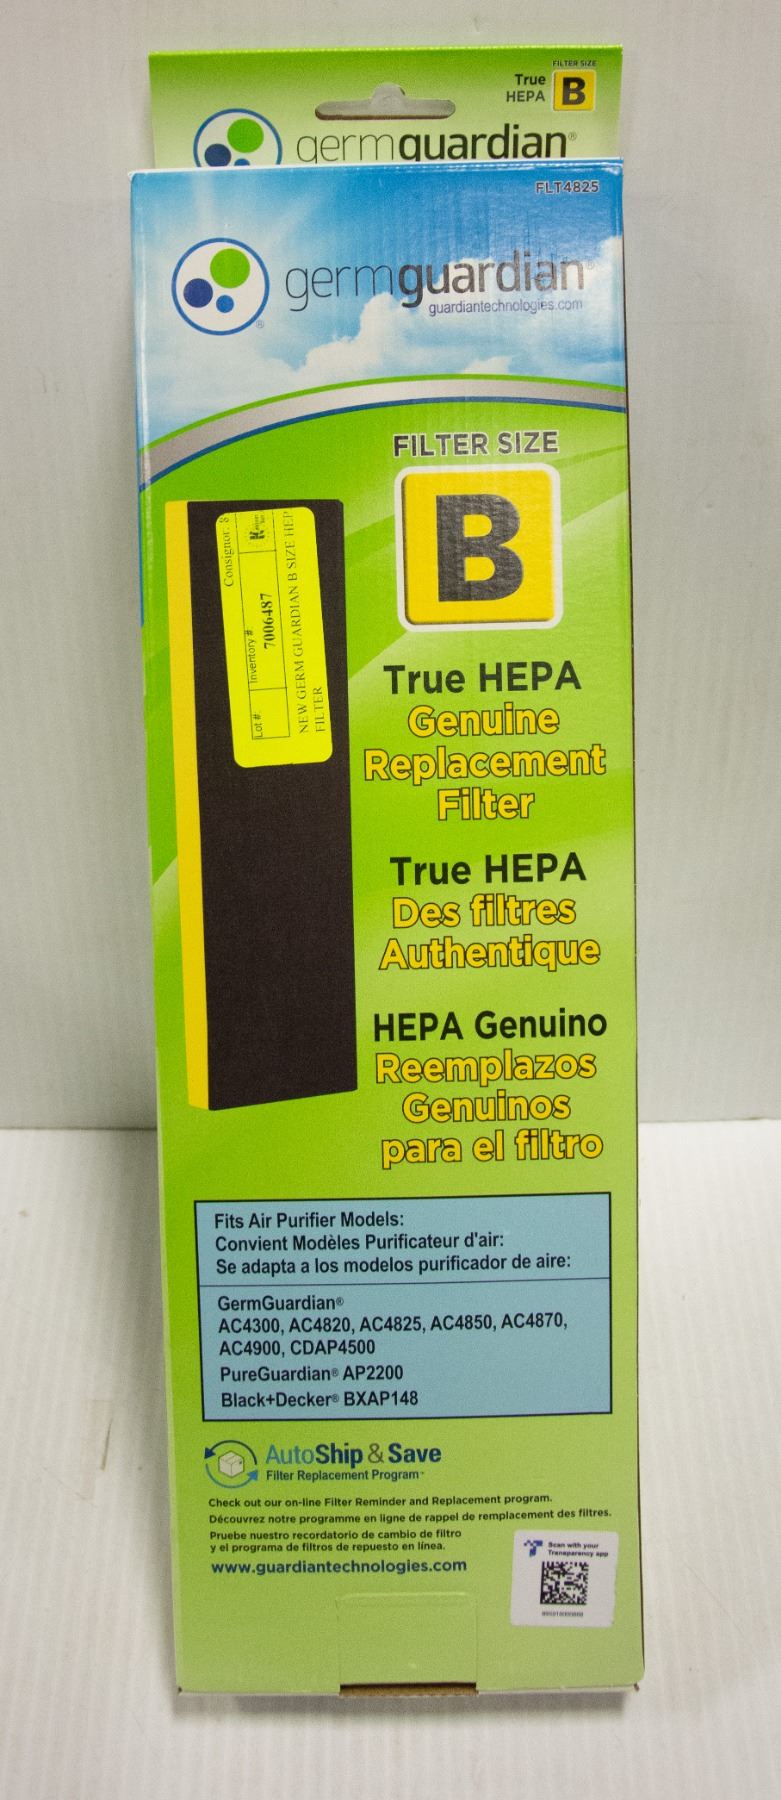 FILTER SIZE
True
HEPA
B
germguardian®
FLT4825
germguardian®
guardiantechnologies.com
®
FILTER SIZE
B
Consignor: 8
Lot #:
Inventory #:
7006487
NEW GERM GUARDIAN B SIZE HEP
FILTER
True HEPA
Genuine
Replacement
Filter
True HEPA
Des filtres
Authentique
HEPA Genuino
Reemplazos
Genuinos
para el filtro
Fits Air Purifier Models:
Convient Modèles Purificateur d'air:
Se adapta a los modelos purificador de aire:
GermGuardian®
AC4300, AC4820, AC4825, AC4850, AC4870,
AC4900, CDAP4500
PureGuardian® AP2200
Black+Decker® BXAP148
AutoShip & Save
Filter Replacement Program™
Check out our on-line Filter Reminder and Replacement program.
Découvrez notre programme en ligne de rappel de remplacement des filtres.
Pruebe nuestro recordatorio de cambio de filtro
y el programa de filtros de repuesto en línea.
www.guardiantechnologies.com
Scan with your
Transparency app